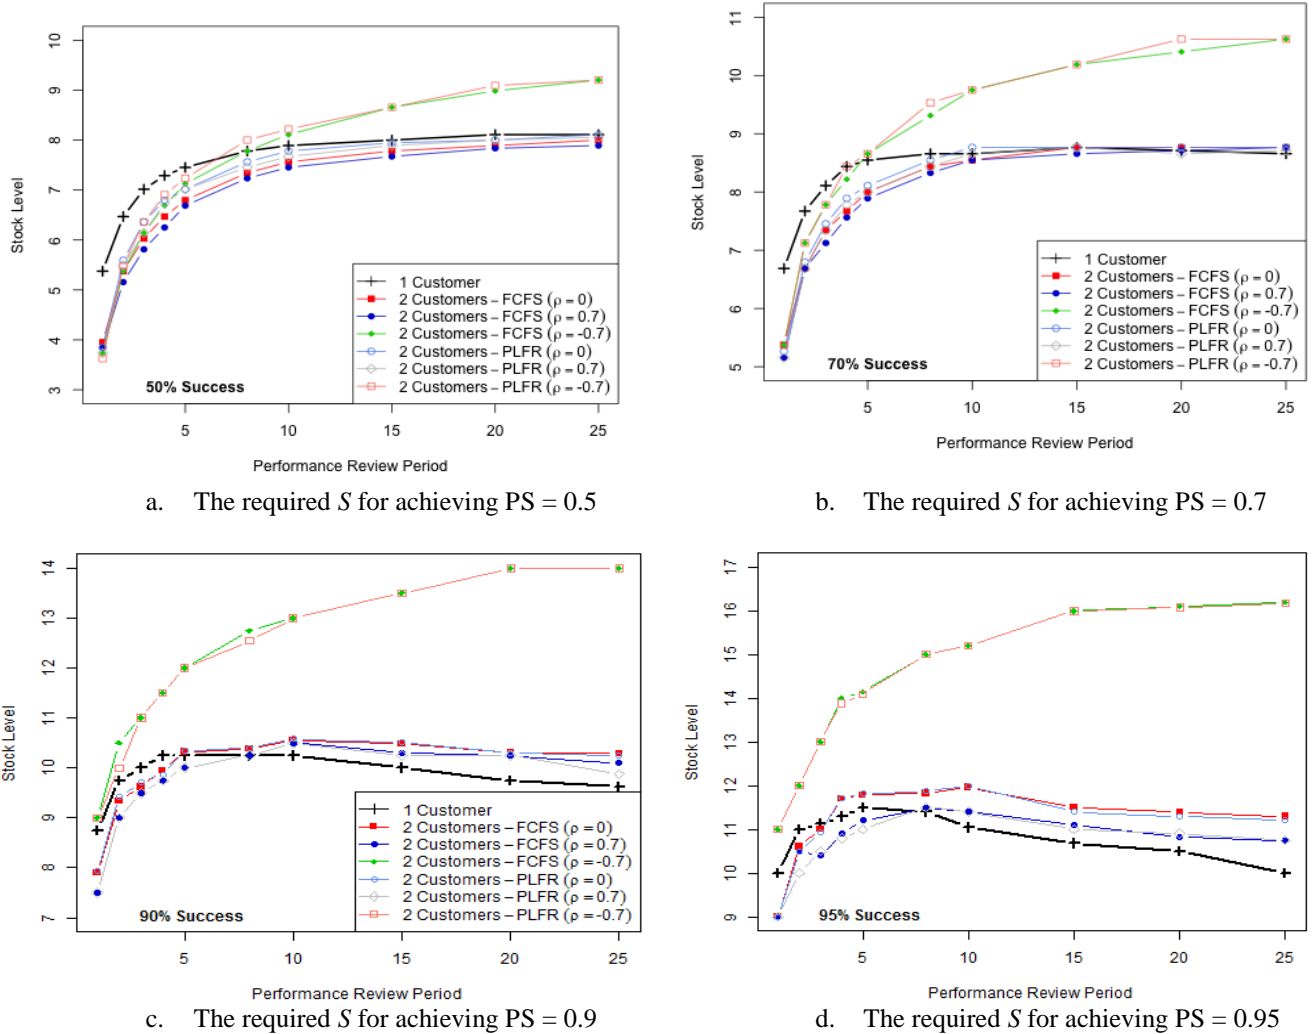 10
9
8
7
6
5
4
3
Stock Level
1 Customer
2 Customers – FCFS (ρ = 0)
2 Customers – FCFS (ρ = 0.7)
2 Customers – FCFS (ρ = -0.7)
2 Customers – PLFR (ρ = 0)
2 Customers – PLFR (ρ = 0.7)
2 Customers – PLFR (ρ = -0.7)
50% Success
5 10 15 20 25
Performance Review Period
a. The required S for achieving PS = 0.5
11
10
9
8
7
6
5
Stock Level
1 Customer
2 Customers – FCFS (ρ = 0)
2 Customers – FCFS (ρ = 0.7)
2 Customers – FCFS (ρ = -0.7)
2 Customers – PLFR (ρ = 0)
2 Customers – PLFR (ρ = 0.7)
2 Customers – PLFR (ρ = -0.7)
70% Success
5 10 15 20 25
Performance Review Period
b. The required S for achieving PS = 0.7
14
13
12
11
10
9
8
7
Stock Level
1 Customer
2 Customers – FCFS (ρ = 0)
2 Customers – FCFS (ρ = 0.7)
2 Customers – FCFS (ρ = -0.7)
2 Customers – PLFR (ρ = 0)
2 Customers – PLFR (ρ = 0.7)
2 Customers – PLFR (ρ = -0.7)
90% Success
5 10 15 20 25
Performance Review Period
c. The required S for achieving PS = 0.9
17
16
15
14
13
12
11
10
9
Stock Level
95% Success
5 10 15 20 25
Performance Review Period
d. The required S for achieving PS = 0.95